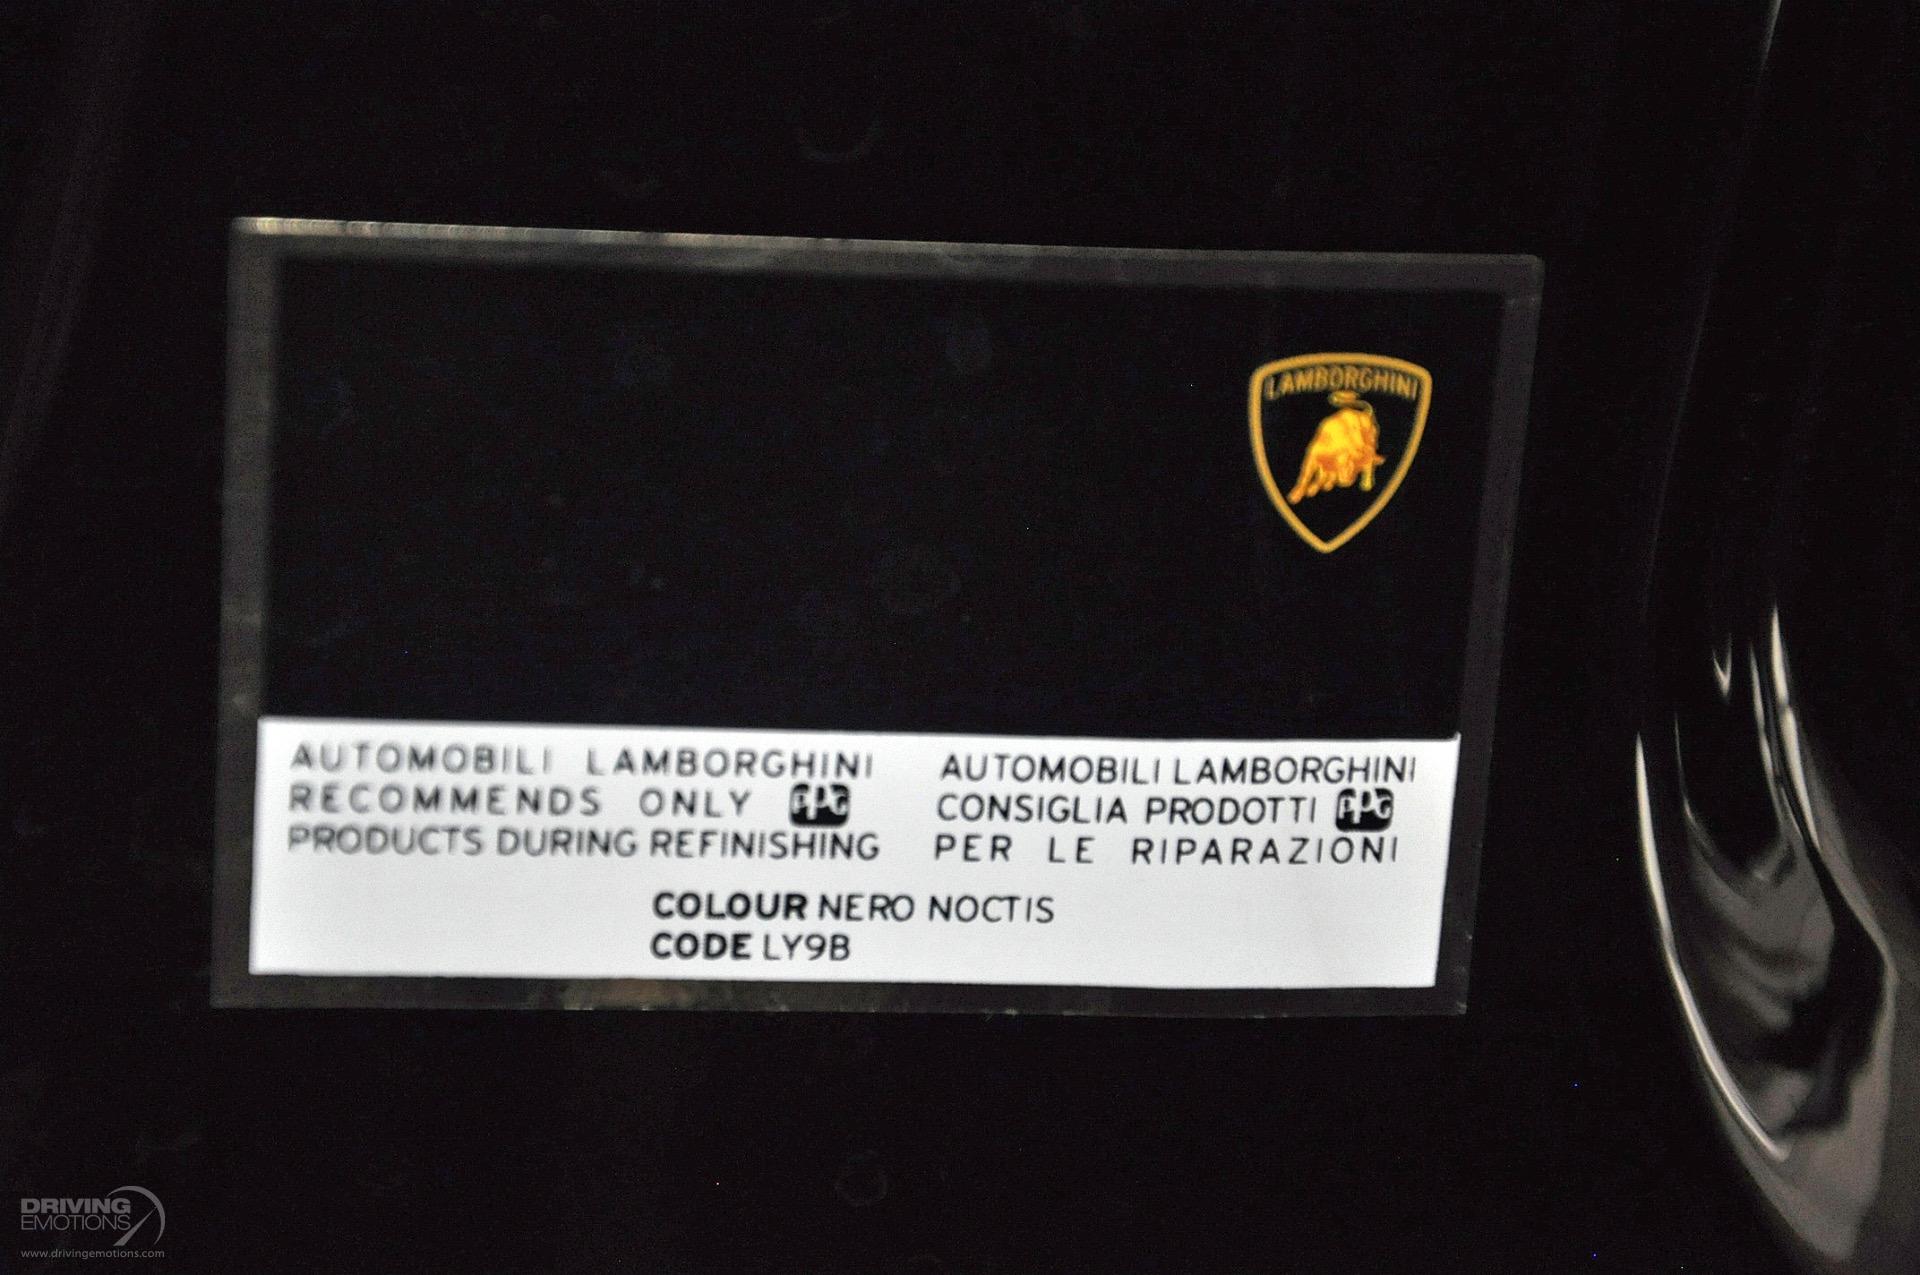 LAMBORGHINI
AUTOMOBILI LAMBORGHINI
RECOMMENDS ONLY PPG
PRODUCTS DURING REFINISHING
AUTOMOBILI LAMBORGHINI
CONSIGLIA PRODOTTI PPG
PER LE RIPARAZIONI
COLOUR NERO NOCTIS
CODE LY9B
DRIVING
EMOTIONS
www.drivingemotions.com